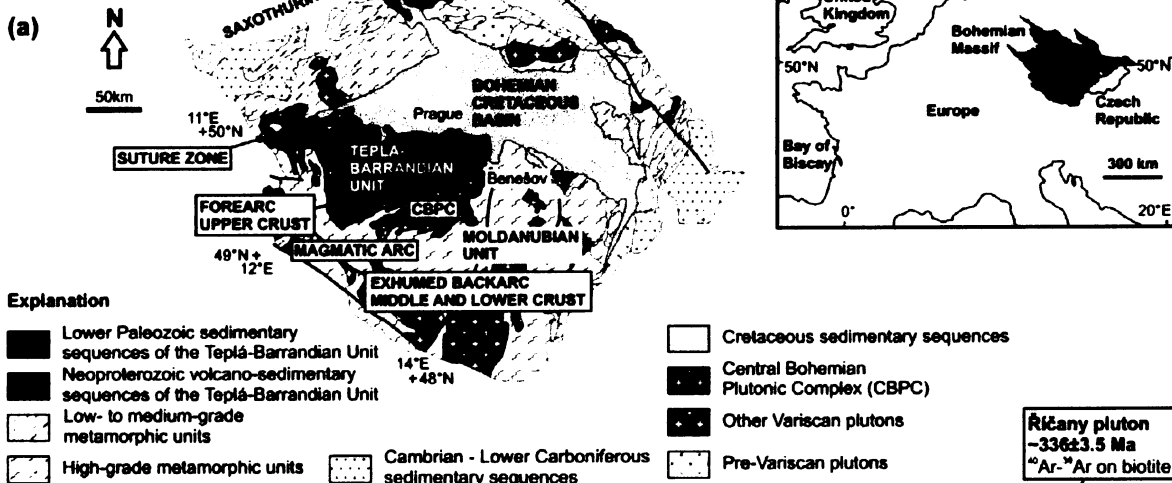 (a)
N
50km
SAXOTHURIN
11°E
+50°N
SUTURE ZONE
Prague
BOHEMIAN
CRETACEOUS
BASIN
TEPLÁ-
BARRANDIAN
UNIT
Benešov
FOREARC
UPPER CRUST
CBPC
MOLDANUBIAN
UNIT
49°N +
12°E
MAGMATIC ARC
EXHUMED BACKARC
MIDDLE AND LOWER CRUST
14°E
+48°N
Kingdom
Bohemian
Massif
50°N
50°N
Czech
Republic
Europe
Bay of
Biscay
300 km
0°
20°E
Explanation
Lower Paleozoic sedimentary
sequences of the Teplá-Barrandian Unit
Neoproterozoic volcano-sedimentary
sequences of the Teplá-Barrandian Unit
Low- to medium-grade
metamorphic units
High-grade metamorphic units
Cambrian - Lower Carboniferous
sedimentary sequences
Cretaceous sedimentary sequences
Central Bohemian
Plutonic Complex (CBPC)
Other Variscan plutons
Pre-Variscan plutons
Říčany pluton
~336±3.5 Ma
⁴⁰Ar-³⁹Ar on biotite